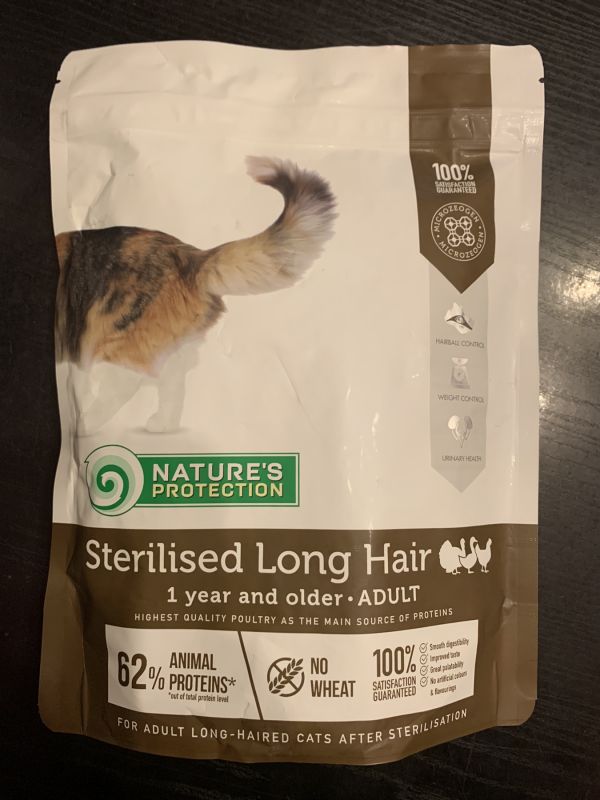 100%
SATISFACTION
GUARANTEED
MICROZEOGEN
MICROZEOGEN
HAIRBALL CONTROL
WEIGHT CONTROL
URINARY HEALTH
NATURE'S
PROTECTION
Sterilised Long Hair
1 year and older • ADULT
HIGHEST QUALITY POULTRY AS THE MAIN SOURCE OF PROTEINS
62% ANIMAL
PROTEINS*
*out of total protein level
NO
WHEAT
100%
SATISFACTION
GUARANTEED
Smooth digestibility
Improved taste
Great palatability
No artificial colours
& flavourings
FOR ADULT LONG-HAIRED CATS AFTER STERILISATION